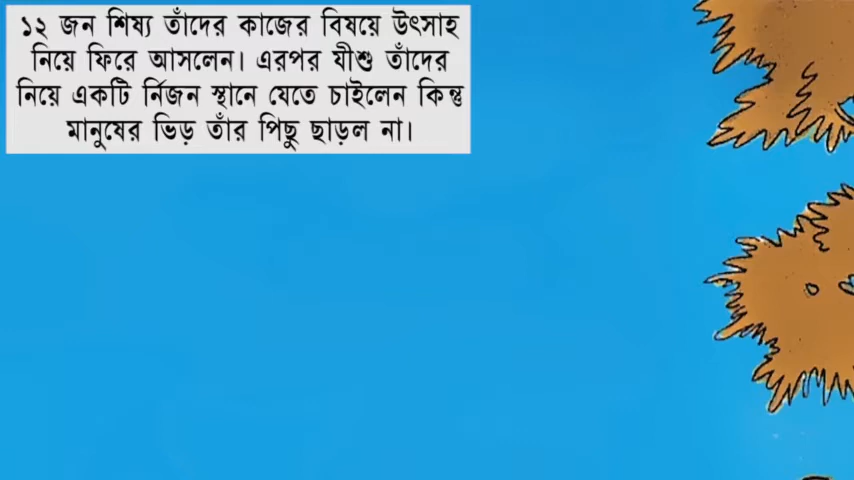 ১২ জন শিষ্য তাঁদের কাজের বিষয়ে উৎসাহ
নিয়ে ফিরে আসলেন। এরপর যীশু তাঁদের
নিয়ে একটি র্নিজন স্থানে যেতে চাইলেন কিন্তু
মানুষের ভিড় তাঁর পিছু ছাড়ল না।